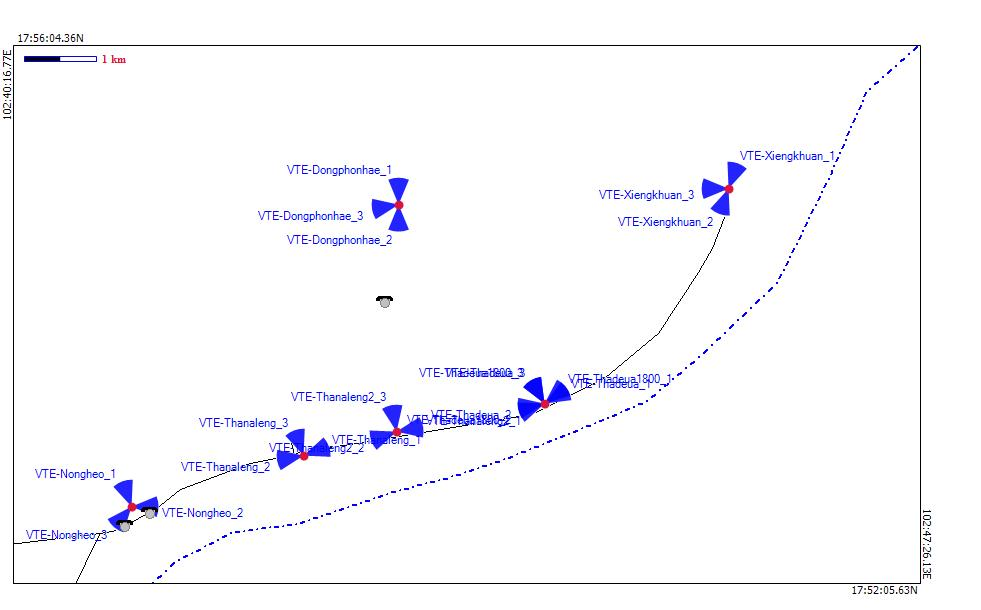 17:56:04.36N
102:40:16.77E
1 km
VTE-Xiengkhuan_1
VTE-Dongphonhae_1
VTE-Xiengkhuan_3
VTE-Dongphonhae_3
VTE-Xiengkhuan_2
VTE-Dongphonhae_2
VTE-Thadeua1800_1
VTE-Thadeua_1
VTE-Thanaleng2_3
VTE-Thadeua_2
VTE-Thanaleng_3
VTE-Thanaleng_1
VTE-Thanaleng2_2
VTE-Thanaleng_2
VTE-Nongheo_1
VTE-Nongheo_2
VTE-Nongheo_3
102:47:26.13E
17:52:05.63N